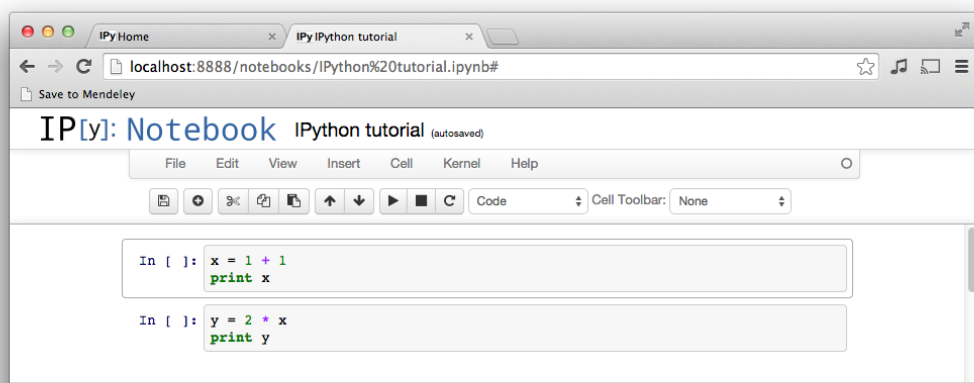 IPy Home × IPy IPython tutorial ×
localhost:8888/notebooks/IPython%20tutorial.ipynb#
Save to Mendeley
IP[y]: Notebook IPython tutorial (autosaved)
File Edit View Insert Cell Kernel Help
Code Cell Toolbar: None
In [ ]: x = 1 + 1
print x
In [ ]: y = 2 * x
print y